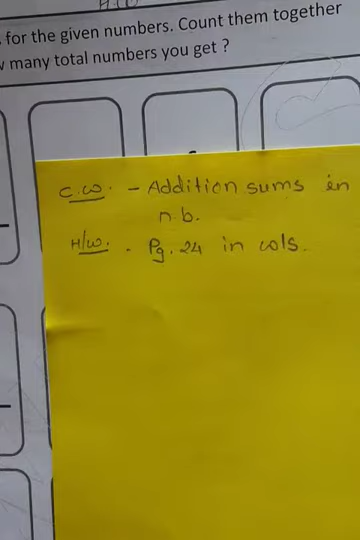 for the given numbers. Count them together
many total numbers you get ?
C.W. - Addition sums in
n.b.
H/W. - Pg. 24 in cols.